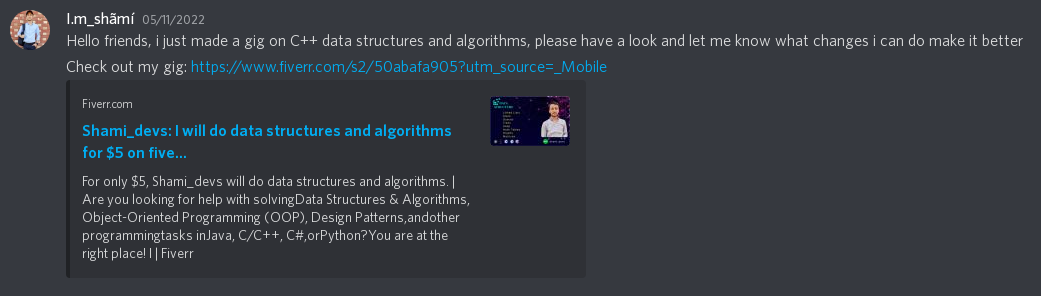 I.m_shãmí 05/11/2022
Hello friends, i just made a gig on C++ data structures and algorithms, please have a look and let me know what changes i can do make it better
Check out my gig: https://www.fiverr.com/s2/50abafa905?utm_source=_Mobile
Fiverr.com
Shami_devs: I will do data structures and algorithms
for $5 on five...
For only $5, Shami_devs will do data structures and algorithms. |
Are you looking for help with solvingData Structures & Algorithms,
Object-Oriented Programming (OOP), Design Patterns,andother
programmingtasks inJava, C/C++, C#,orPython?You are at the
right place! I | Fiverr
DATA
STRUCTURES